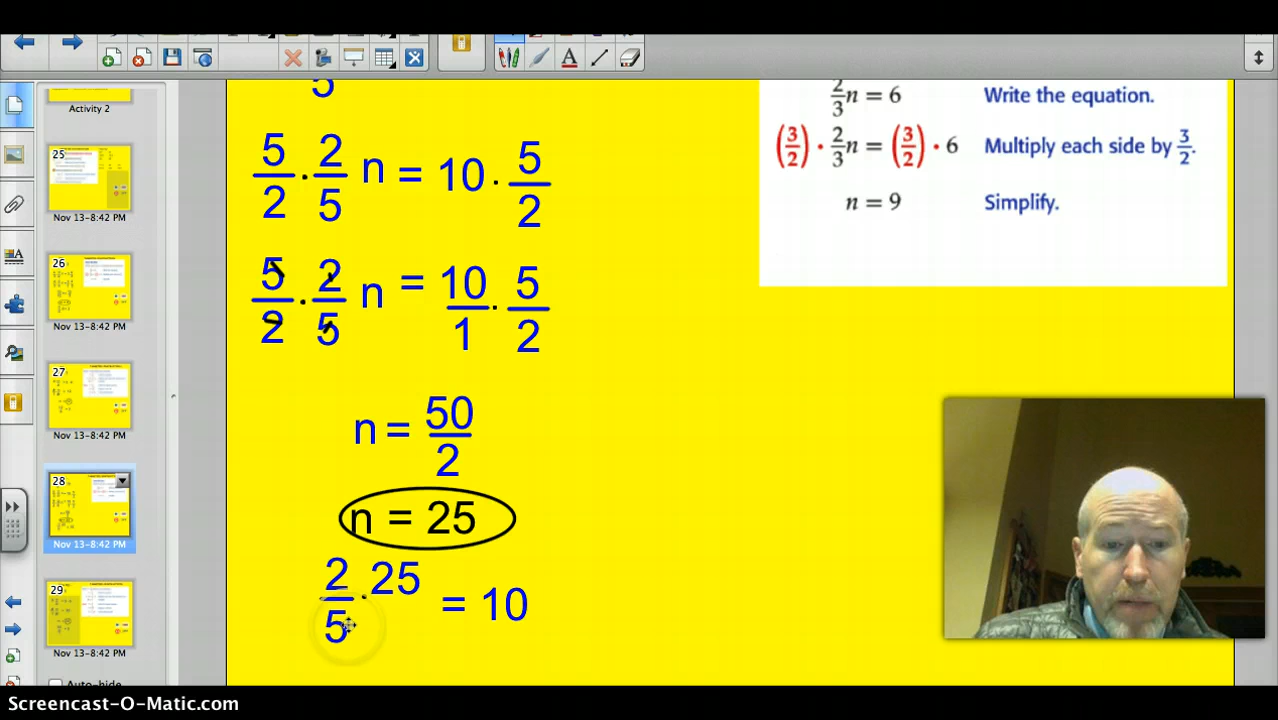 Activity 2
25
Nov 13-8:42 PM
26
Nov 13-8:42 PM
27
Nov 13-8:42 PM
28
Nov 13-8:42 PM
29
Nov 13-8:42 PM
5
5/2 · 2/5 n = 10 · 5/2
5/2 · 2/5 n = 10/1 · 5/2
n = 50/2
n = 25
2/5 · 25 = 10
2/3 n = 6 Write the equation.
(3/2) · 2/3 n = (3/2) · 6 Multiply each side by 3/2.
n = 9 Simplify.
Auto-hide
Screencast-O-Matic.com